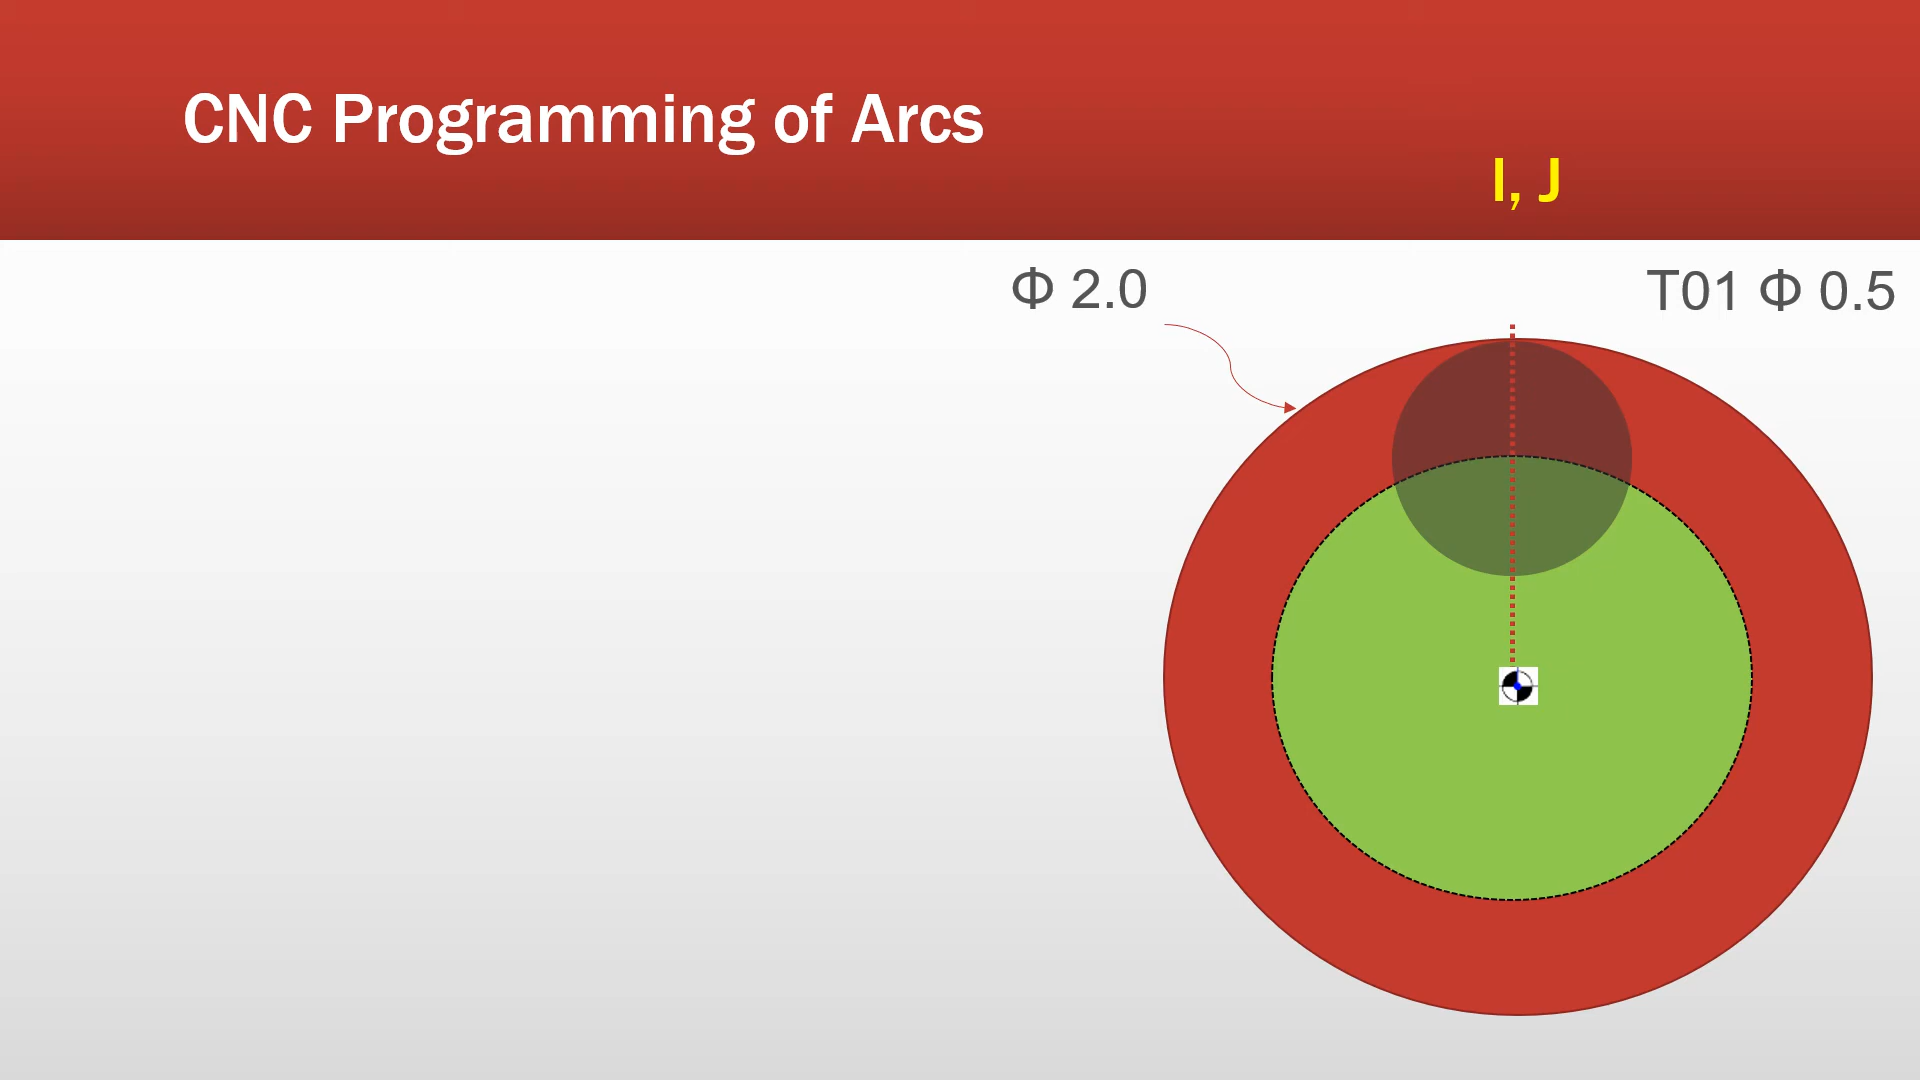 CNC Programming of Arcs
I, J
Φ 2.0
T01 Φ 0.5